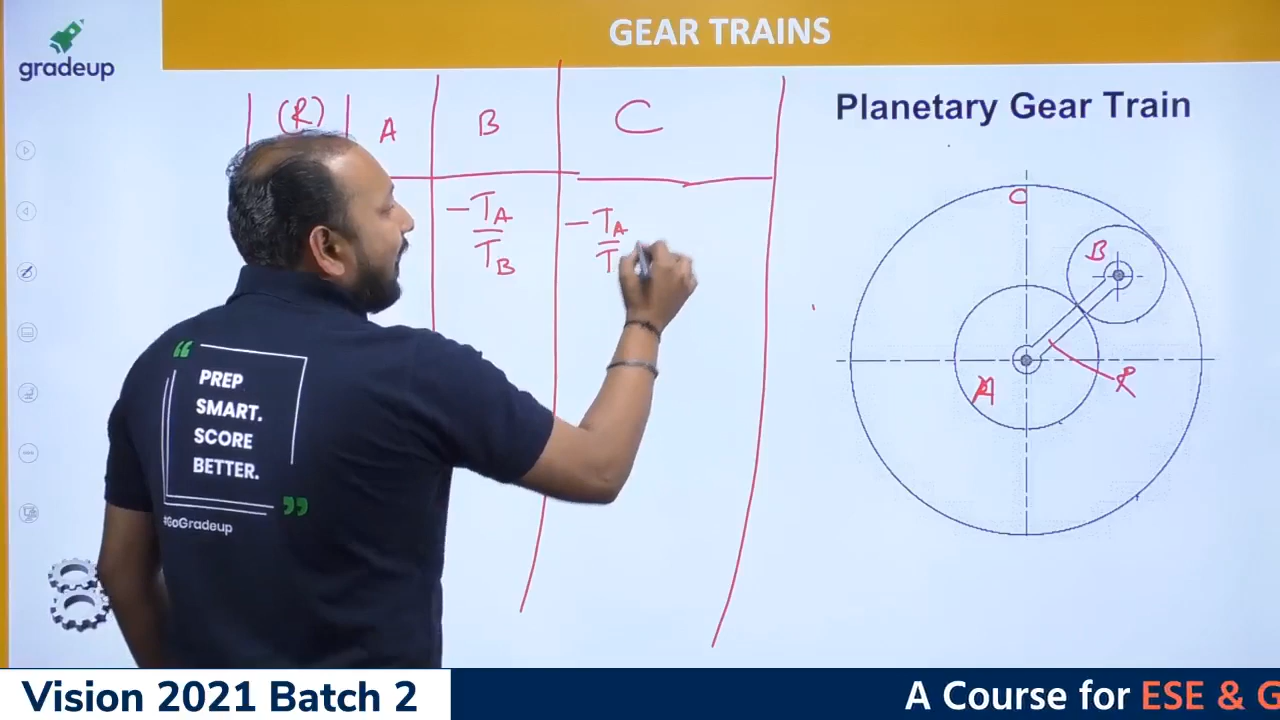 GEAR TRAINS
gradeup
(R) A B C
Planetary Gear Train
-T_A/T_B
-T_A/T
C
B
A
R
“ PREP
SMART.
SCORE
BETTER. ”
#GoGradeup
Vision 2021 Batch 2
A Course for ESE & G